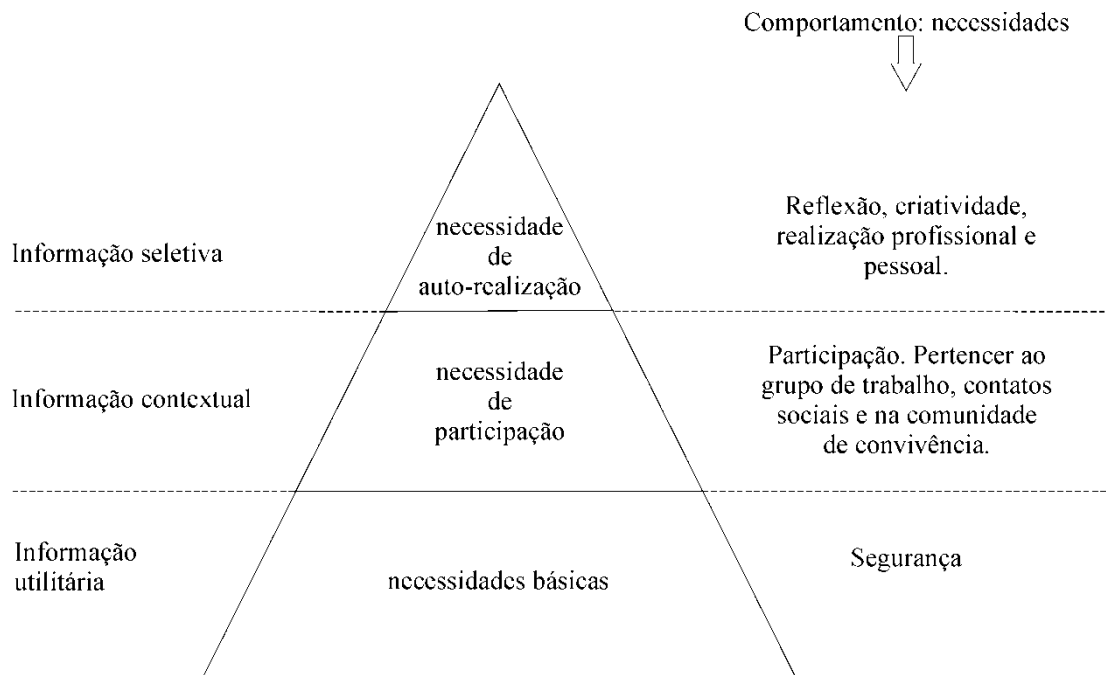 Comportamento: necessidades
Informação seletiva
necessidade
de
auto-realização
Reflexão, criatividade,
realização profissional e
pessoal.
Informação contextual
necessidade
de
participação
Participação. Pertencer ao
grupo de trabalho, contatos
sociais e na comunidade
de convivência.
Informação
utilitária
necessidades básicas
Segurança